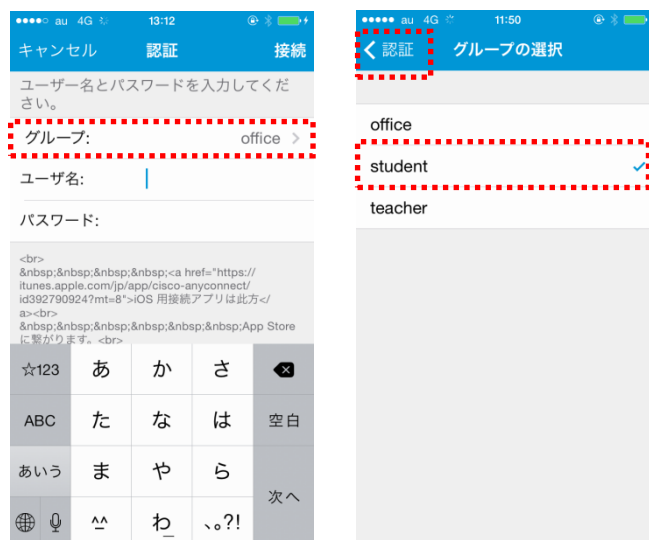 au 4G 13:12
キャンセル 認証 接続
ユーザー名とパスワードを入力してくだ
さい。
グループ: office >
ユーザ名:
パスワード:
<br>
&nbsp;&nbsp;&nbsp;&nbsp;<a href="https://
itunes.apple.com/jp/app/cisco-anyconnect/
id392790924?mt=8">iOS 用接続アプリは此方</
a><br>
&nbsp;&nbsp;&nbsp;&nbsp;&nbsp;App Store
に繋がります。<br>
☆123 あ か さ
ABC た な は 空白
あいう ま や ら
次へ
^^ わ 、。?!
au 4G 11:50
認証 グループの選択
office
student ✓
teacher